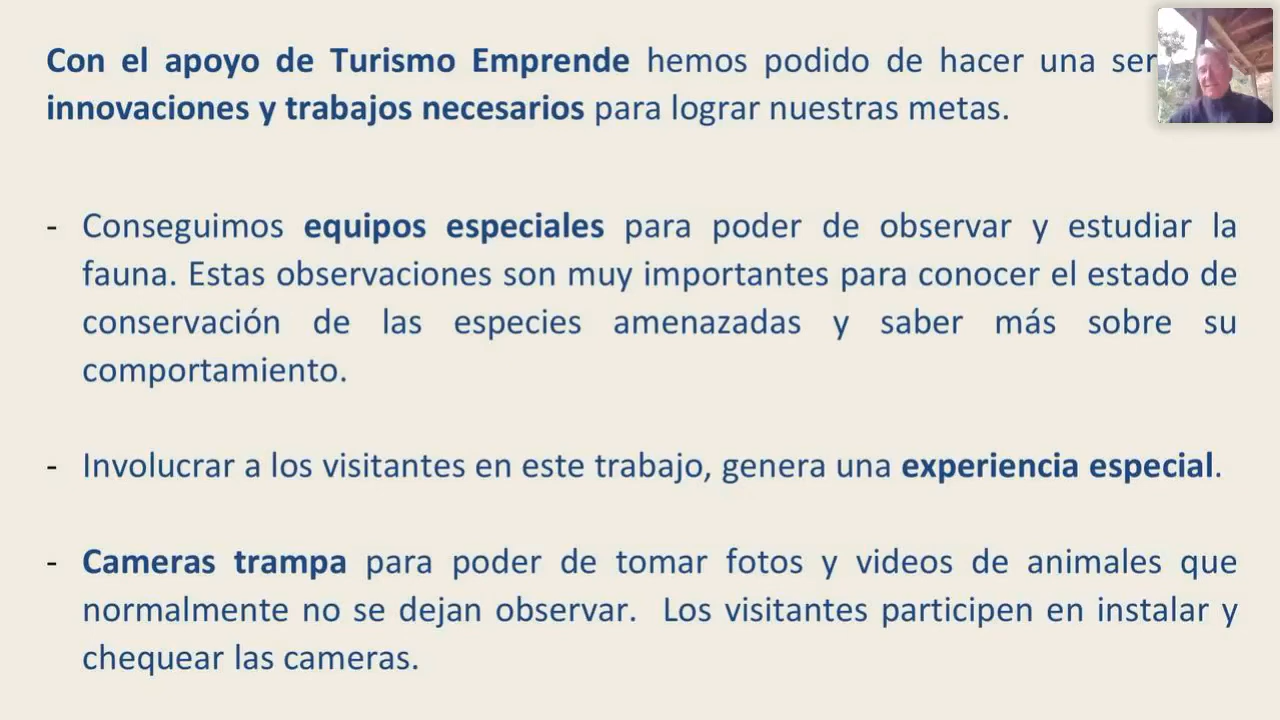 Con el apoyo de Turismo Emprende hemos podido de hacer una
innovaciones y trabajos necesarios para lograr nuestras metas.
- Conseguimos equipos especiales para poder de observar y estudiar la
fauna. Estas observaciones son muy importantes para conocer el estado de
conservación de las especies amenazadas y saber más sobre su
comportamiento.
- Involucrar a los visitantes en este trabajo, genera una experiencia especial.
- Cameras trampa para poder de tomar fotos y videos de animales que
normalmente no se dejan observar. Los visitantes participen en instalar y
chequear las cameras.